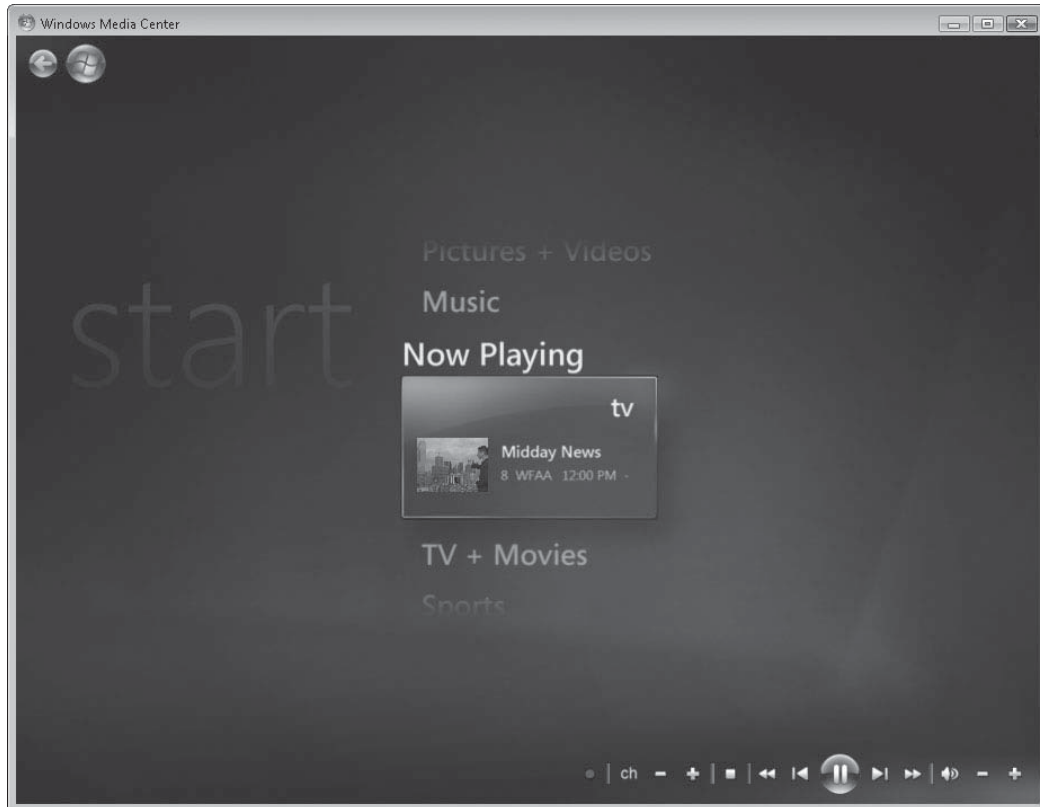 Windows Media Center
Pictures + Videos
Music
start
Now Playing
tv
Midday News
8 WFAA 12:00 PM -
TV + Movies
Sports
ch